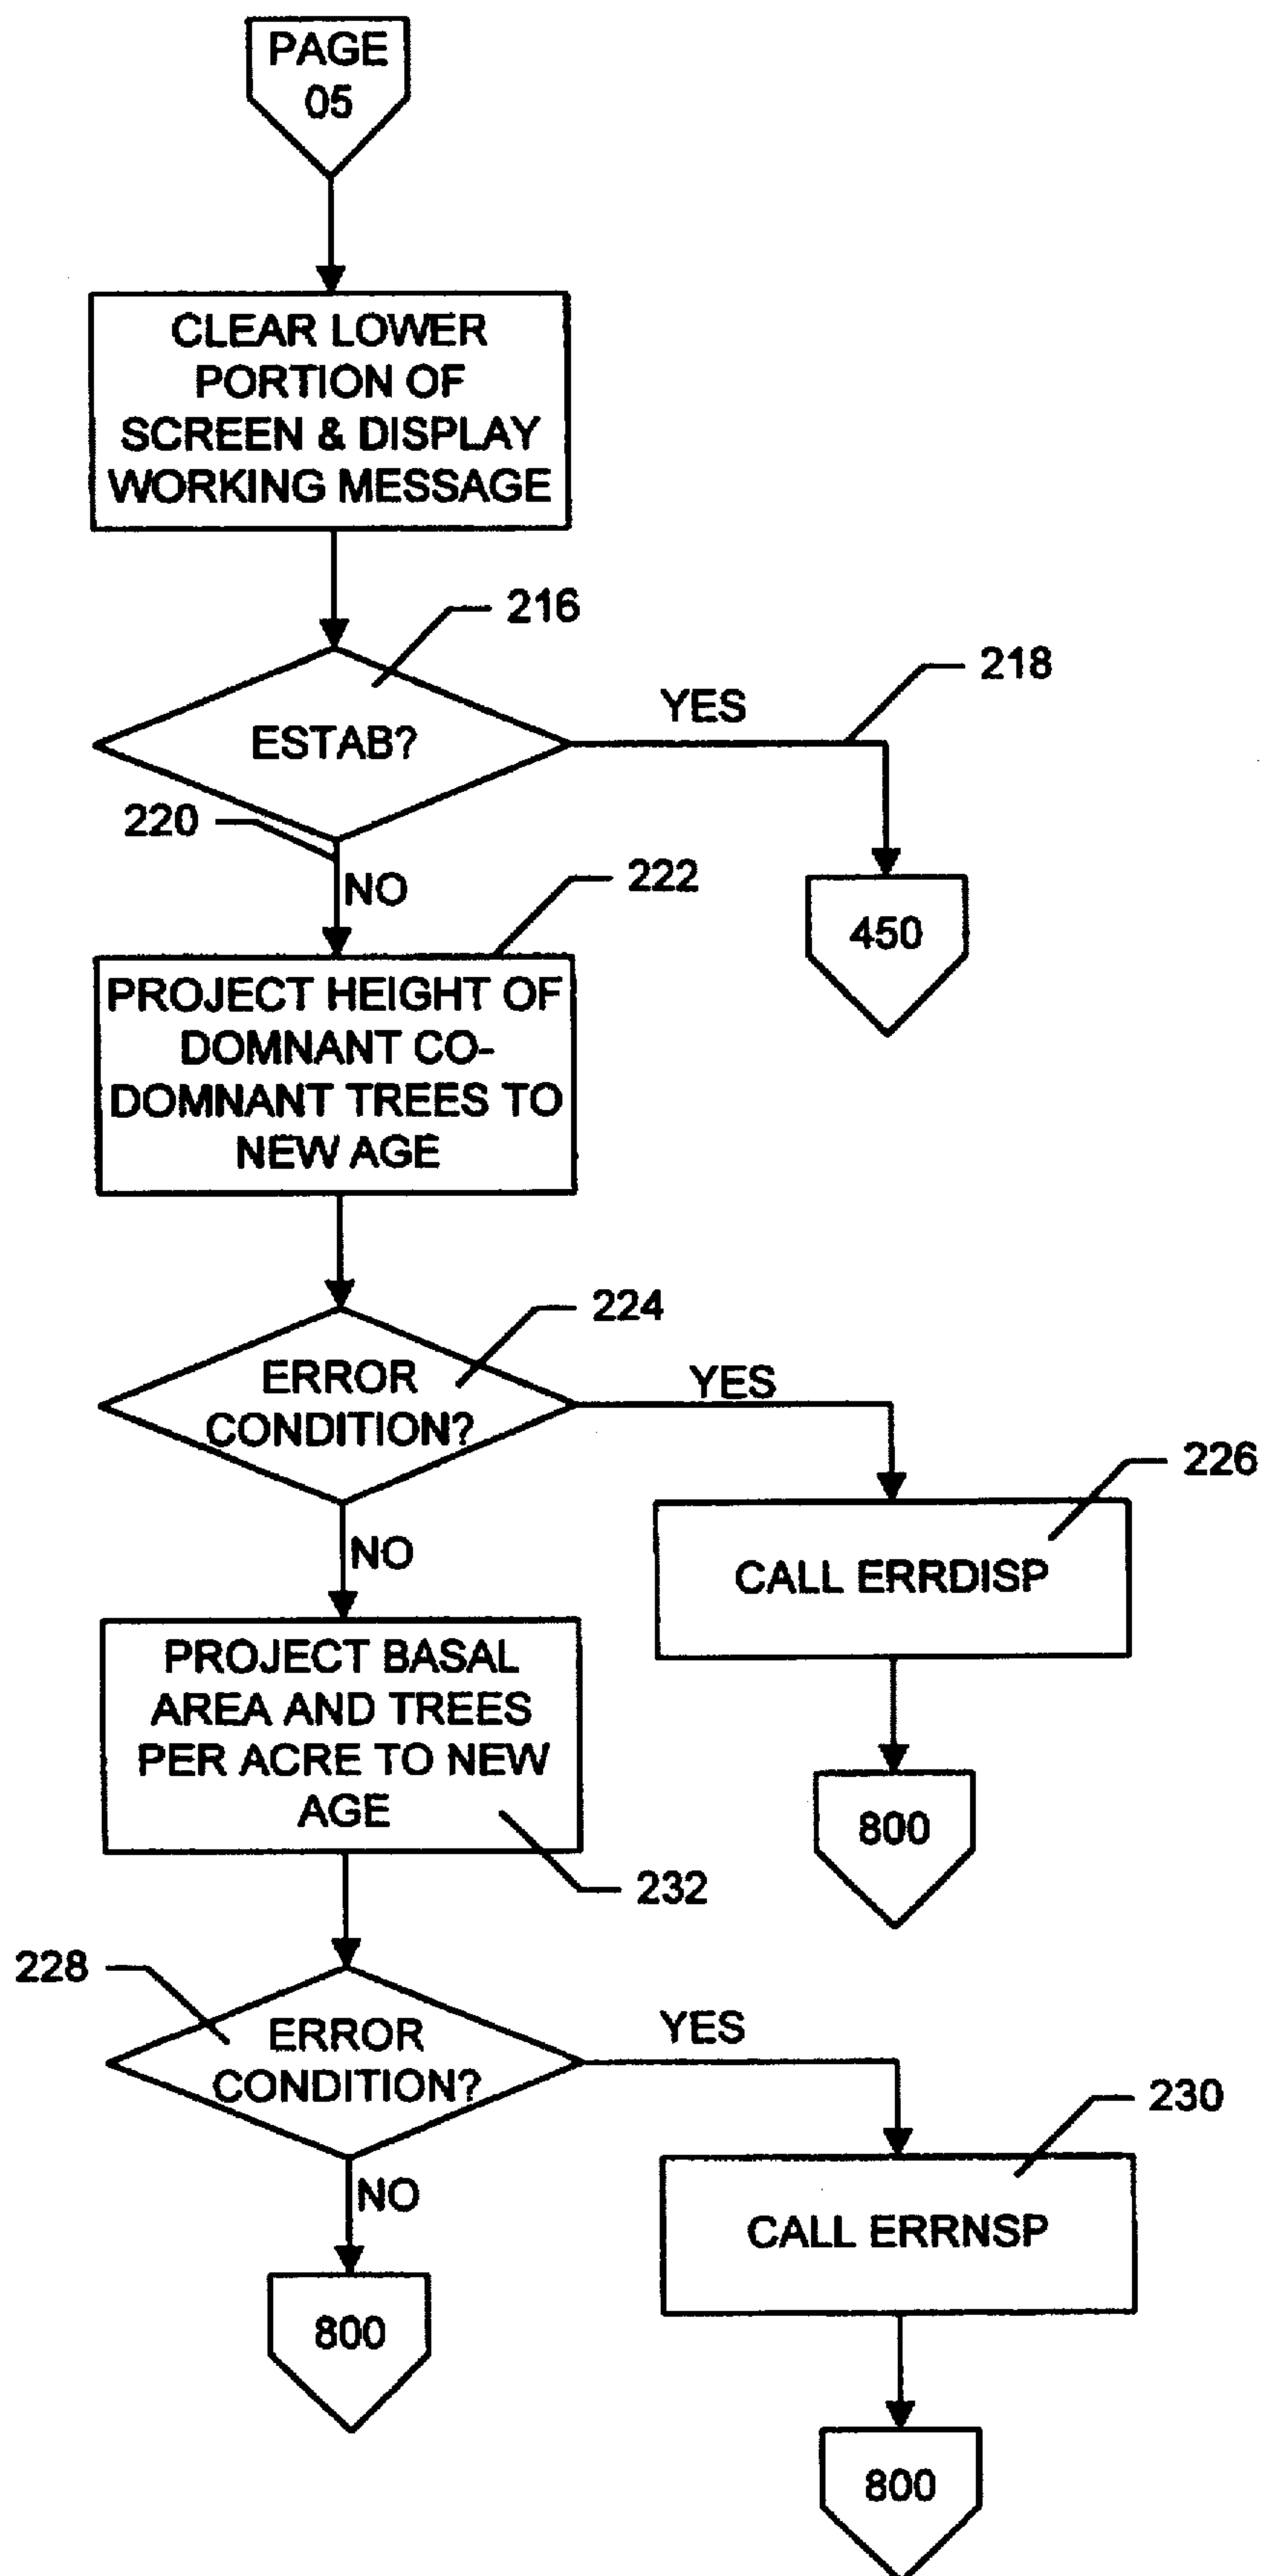 PAGE
05
CLEAR LOWER
PORTION OF
SCREEN & DISPLAY
WORKING MESSAGE
216
218
YES
ESTAB?
220
NO
222
450
PROJECT HEIGHT OF
DOMNANT CO-
DOMNANT TREES TO
NEW AGE
224
ERROR
CONDITION?
YES
226
NO
CALL ERRDISP
PROJECT BASAL
AREA AND TREES
PER ACRE TO NEW
AGE
800
232
228
ERROR
CONDITION?
YES
230
NO
CALL ERRNSP
800
800